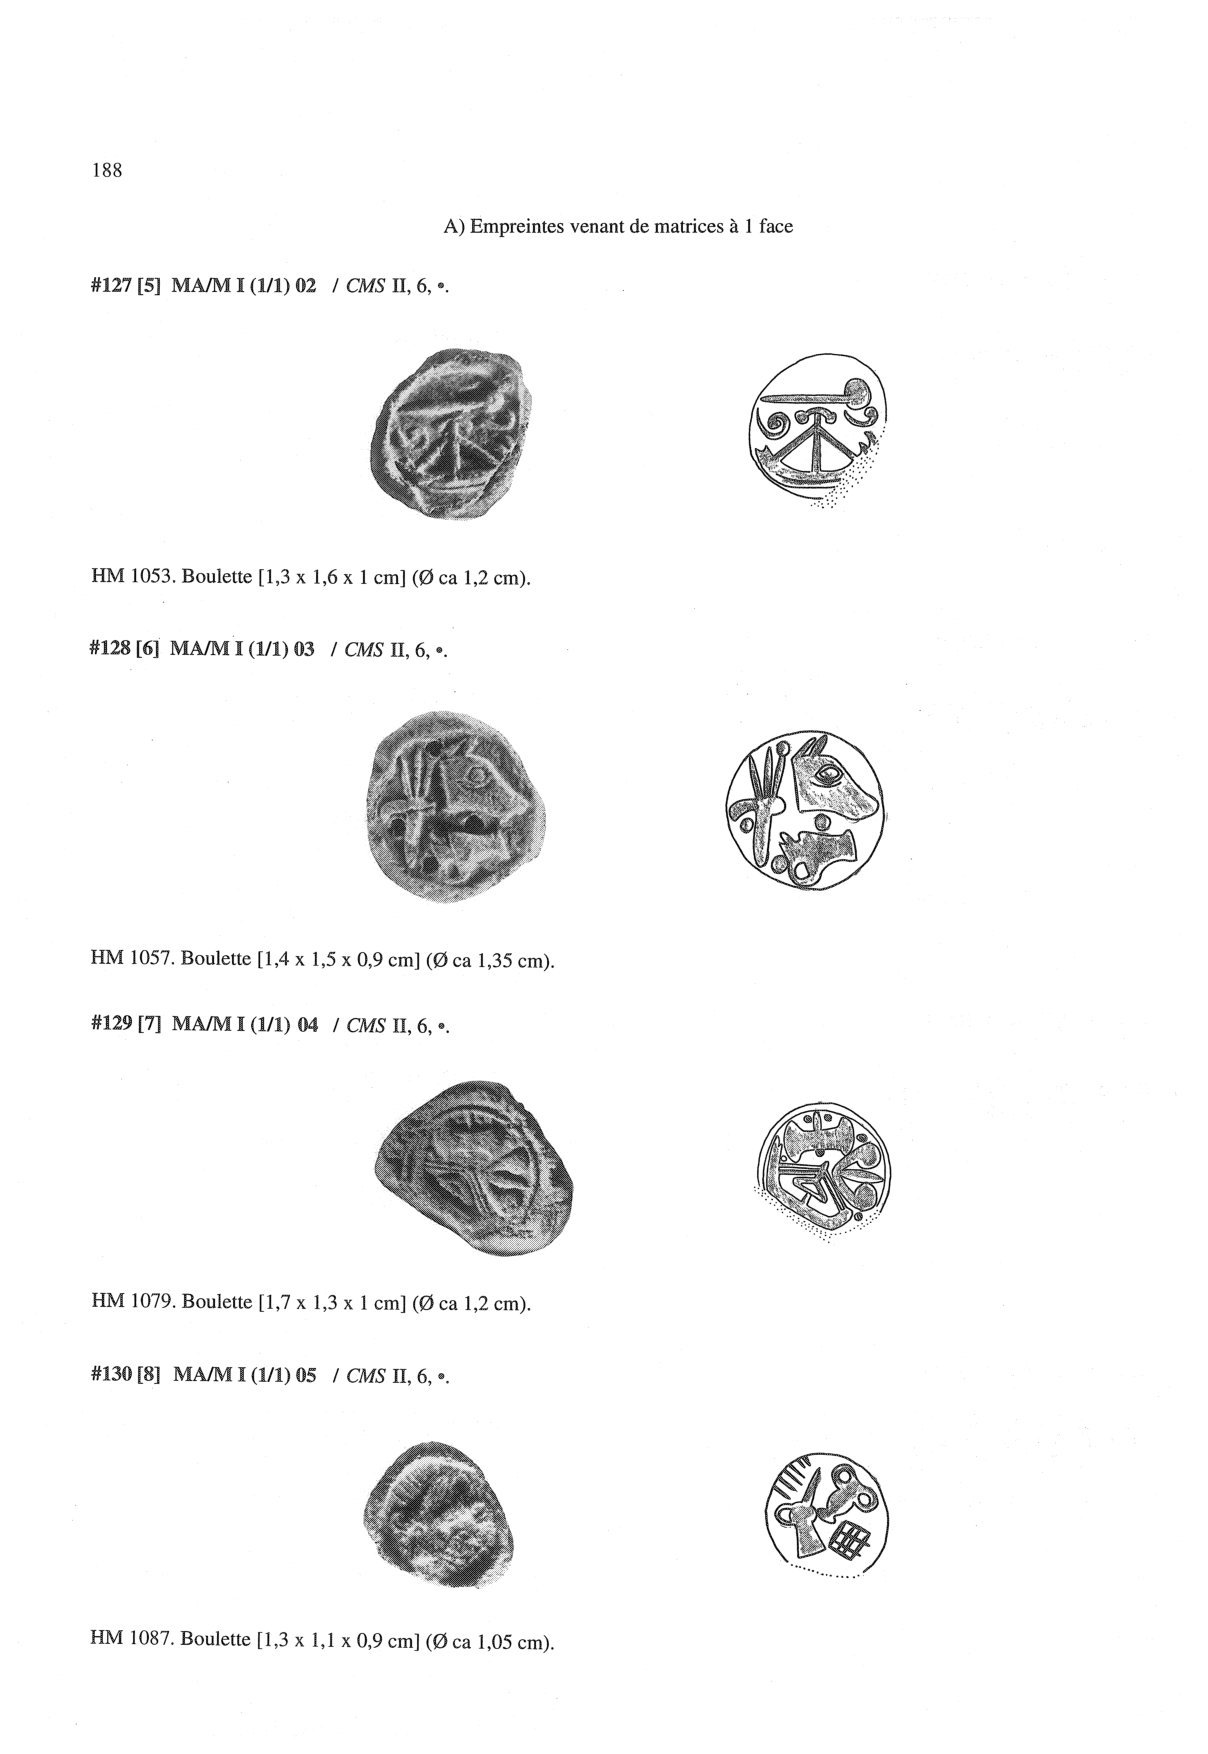 188
A) Empreintes venant de matrices à 1 face
#127 [5] MA/M I (1/1) 02 / CMS II, 6, •.
HM 1053. Boulette [1,3 x 1,6 x 1 cm] (Ø ca 1,2 cm).
#128 [6] MA/M I (1/1) 03 / CMS II, 6, •.
HM 1057. Boulette [1,4 x 1,5 x 0,9 cm] (Ø ca 1,35 cm).
#129 [7] MA/M I (1/1) 04 / CMS II, 6, •.
HM 1079. Boulette [1,7 x 1,3 x 1 cm] (Ø ca 1,2 cm).
#130 [8] MA/M I (1/1) 05 / CMS II, 6, •.
HM 1087. Boulette [1,3 x 1,1 x 0,9 cm] (Ø ca 1,05 cm).